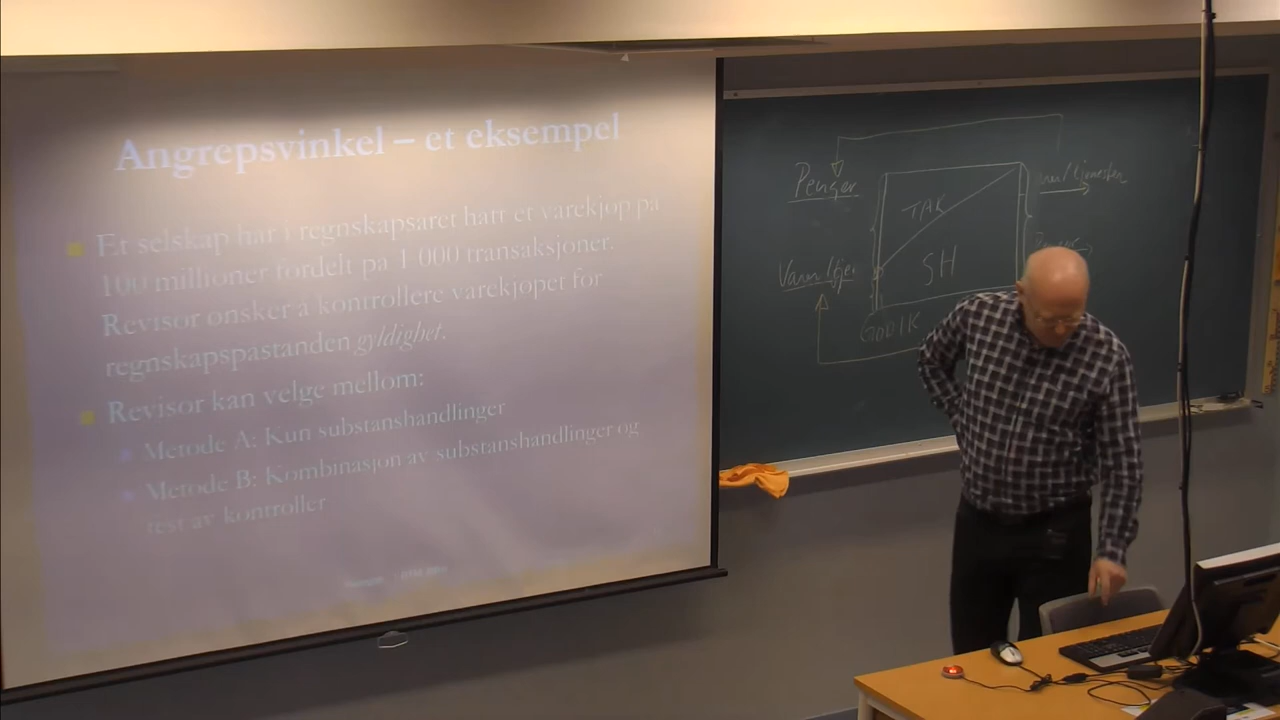 Angrepsvinkel – et eksempel
Et selskap har i regnskapsåret hatt et varekjøp på
100 millioner fordelt på 1 000 transaksjoner.
Revisor ønsker å kontrollere varekjøpet for
regnskapspåstanden gyldighet.
Revisor kan velge mellom:
Metode A: Kun substanshandlinger
Metode B: Kombinasjon av substanshandlinger og
test av kontroller
Penger
TAK
tjenester
Varer/tjen
SH